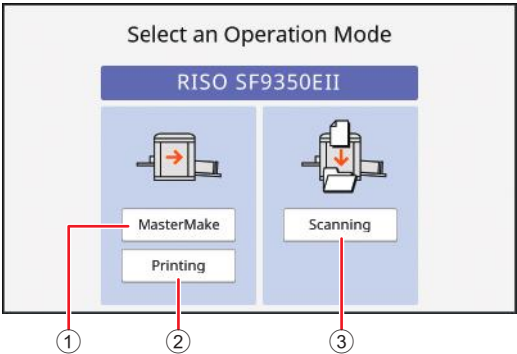 Select an Operation Mode
RISO SF9350EII
MasterMake
Scanning
Printing
1
2
3